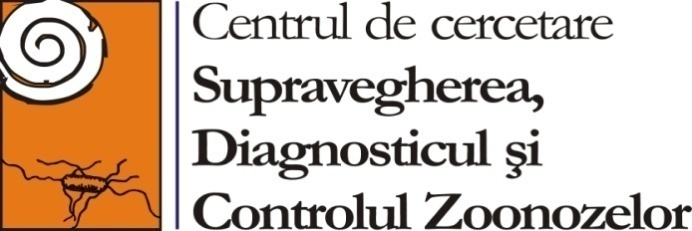 Centrul de cercetare
Supravegherea,
Diagnosticul şi
Controlul Zoonozelor